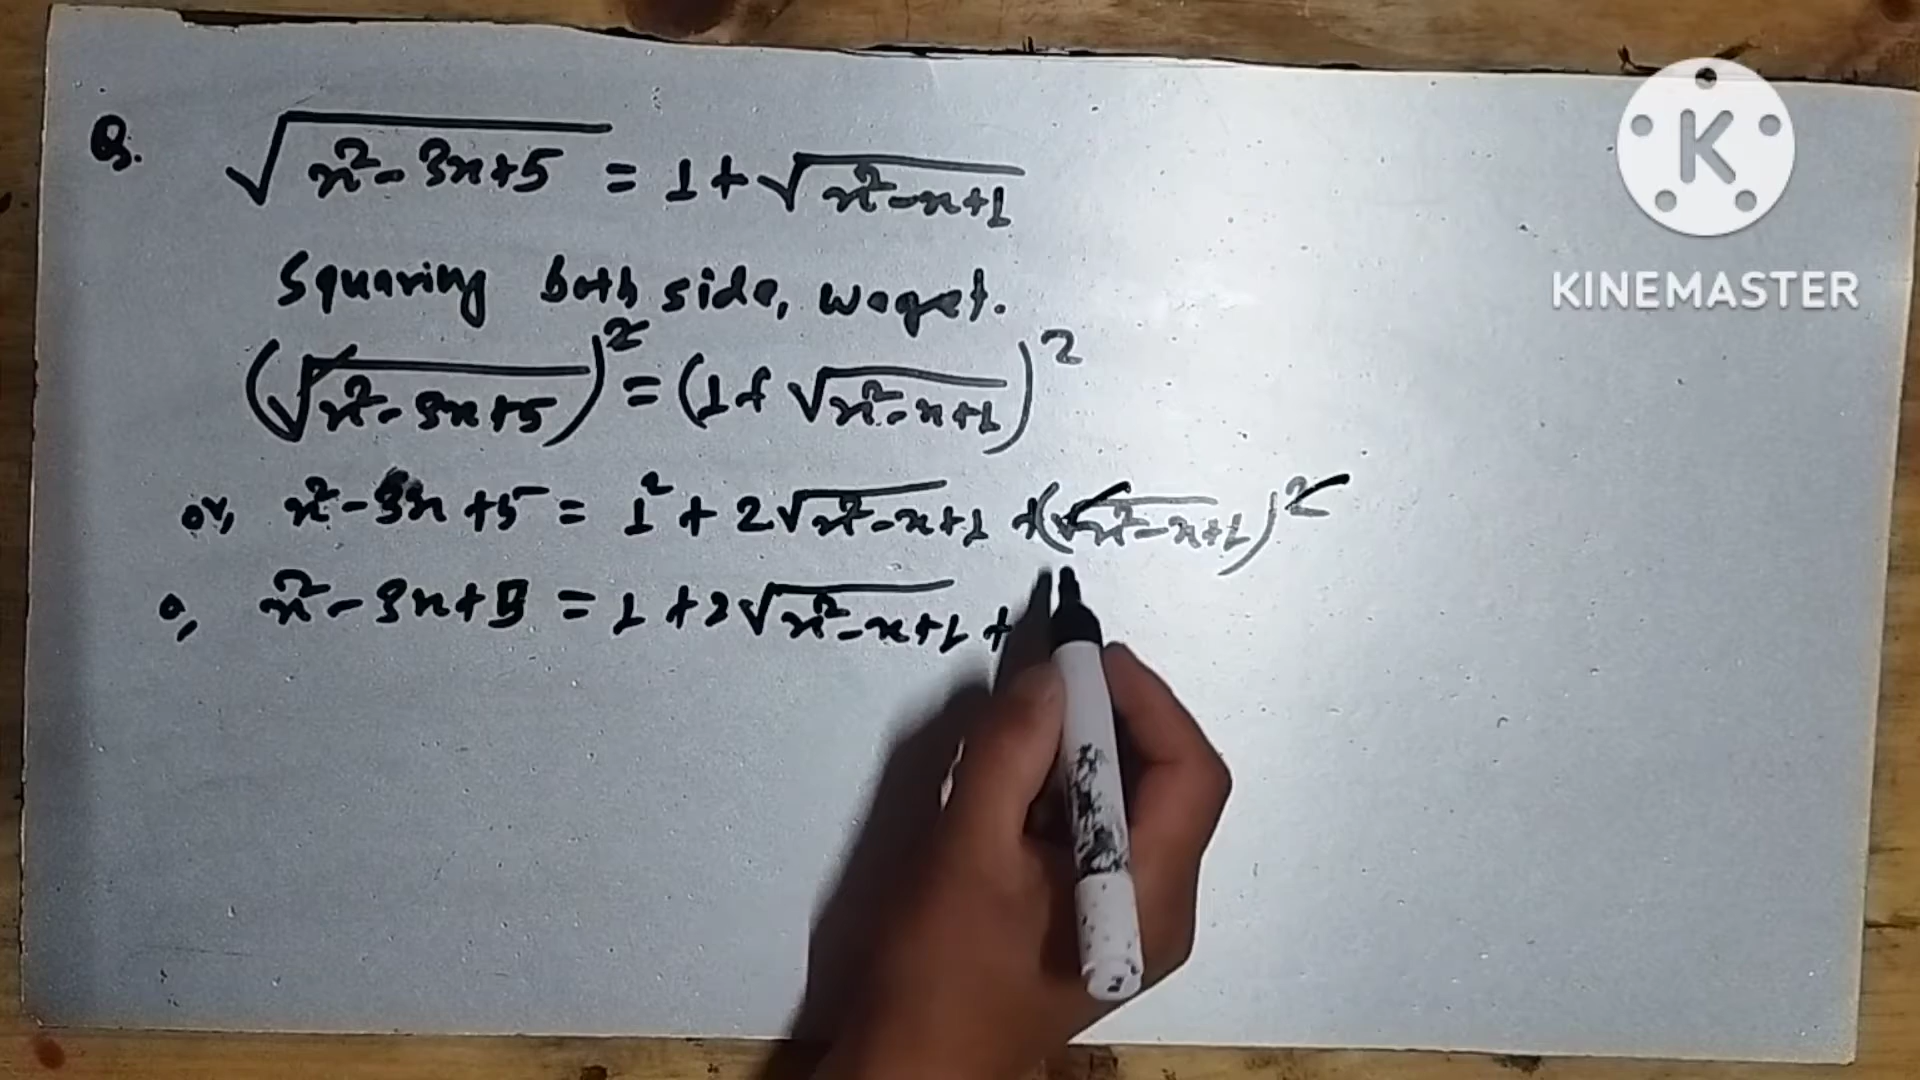 Q. √(x²-3x+5) = 1+√(x²-x+1)
Squaring both side, we get.
(√(x²-3x+5))² = (1+√(x²-x+1))²
or, x²-3x+5 = 1²+2√(x²-x+1) +(√(x²-x+1))²
o, x²-3x+5 = 1+2√(x²-x+1) +
K
KINEMASTER